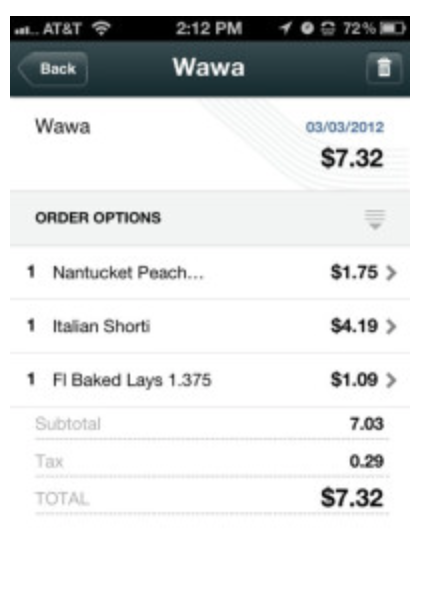 AT&T 2:12 PM 72%
Back Wawa
Wawa 03/03/2012
$7.32
ORDER OPTIONS
1 Nantucket Peach... $1.75
1 Italian Shorti $4.19
1 Fl Baked Lays 1.375 $1.09
Subtotal 7.03
Tax 0.29
TOTAL $7.32